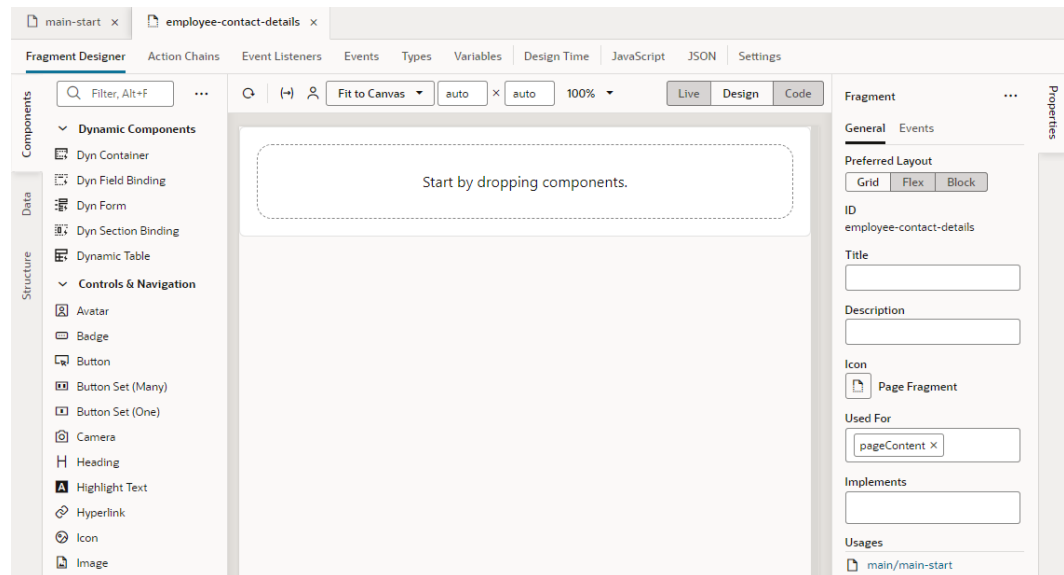 main-start ×
employee-contact-details ×
Fragment Designer Action Chains Event Listeners Events Types Variables Design Time JavaScript JSON Settings
Components
Data
Structure
Filter, Alt+F ...
Dynamic Components
Dyn Container
Dyn Field Binding
Dyn Form
Dyn Section Binding
Dynamic Table
Controls & Navigation
Avatar
Badge
Button
Button Set (Many)
Button Set (One)
Camera
Heading
Highlight Text
Hyperlink
Icon
Image
Fit to Canvas auto × auto 100% Live Design Code
Start by dropping components.
Fragment ...
General Events
Preferred Layout
Grid Flex Block
ID
employee-contact-details
Title
Description
Icon
Page Fragment
Used For
pageContent ×
Implements
Usages
main/main-start
Properties